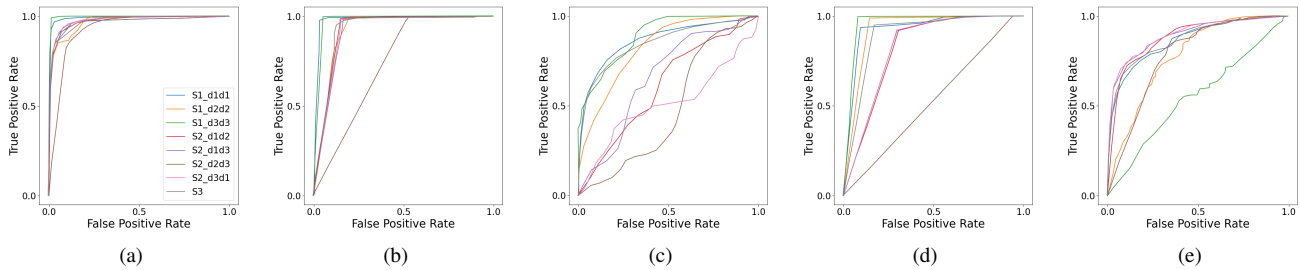 True Positive Rate
1.0
0.5
0.0
0.0
0.5
1.0
False Positive Rate
S1_d1d1
S1_d2d2
S1_d3d3
S2_d1d2
S2_d1d3
S2_d2d3
S2_d3d1
S3
(a)
True Positive Rate
1.0
0.5
0.0
0.0
0.5
1.0
False Positive Rate
(b)
True Positive Rate
1.0
0.5
0.0
0.0
0.5
1.0
False Positive Rate
(c)
True Positive Rate
1.0
0.5
0.0
0.0
0.5
1.0
False Positive Rate
(d)
True Positive Rate
1.0
0.5
0.0
0.0
0.5
1.0
False Positive Rate
(e)